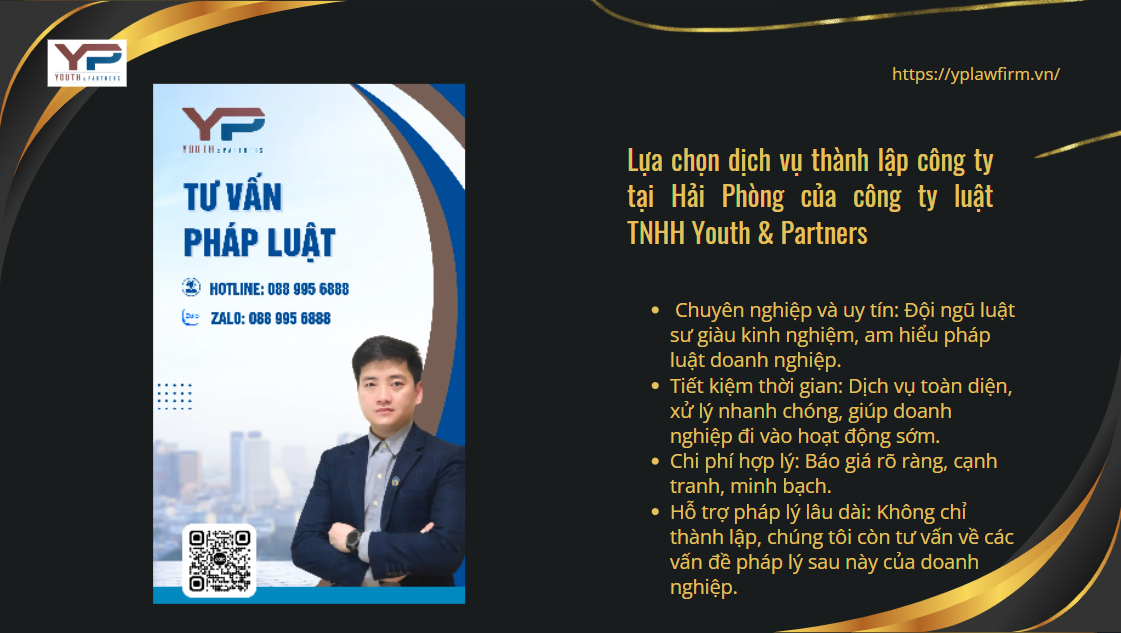 YP
YOUTH & PARTNERS
https://yplawfirm.vn/
YP
YOUTH & PARTNERS
TƯ VẤN
PHÁP LUẬT
HOTLINE: 088 995 6888
Zalo
ZALO: 088 995 6888
Lựa chọn dịch vụ thành lập công ty
tại Hải Phòng của công ty luật
TNHH Youth & Partners
• Chuyên nghiệp và uy tín: Đội ngũ luật
sư giàu kinh nghiệm, am hiểu pháp
luật doanh nghiệp.
• Tiết kiệm thời gian: Dịch vụ toàn diện,
xử lý nhanh chóng, giúp doanh
nghiệp đi vào hoạt động sớm.
• Chi phí hợp lý: Báo giá rõ ràng, cạnh
tranh, minh bạch.
• Hỗ trợ pháp lý lâu dài: Không chỉ
thành lập, chúng tôi còn tư vấn về các
vấn đề pháp lý sau này của doanh
nghiệp.